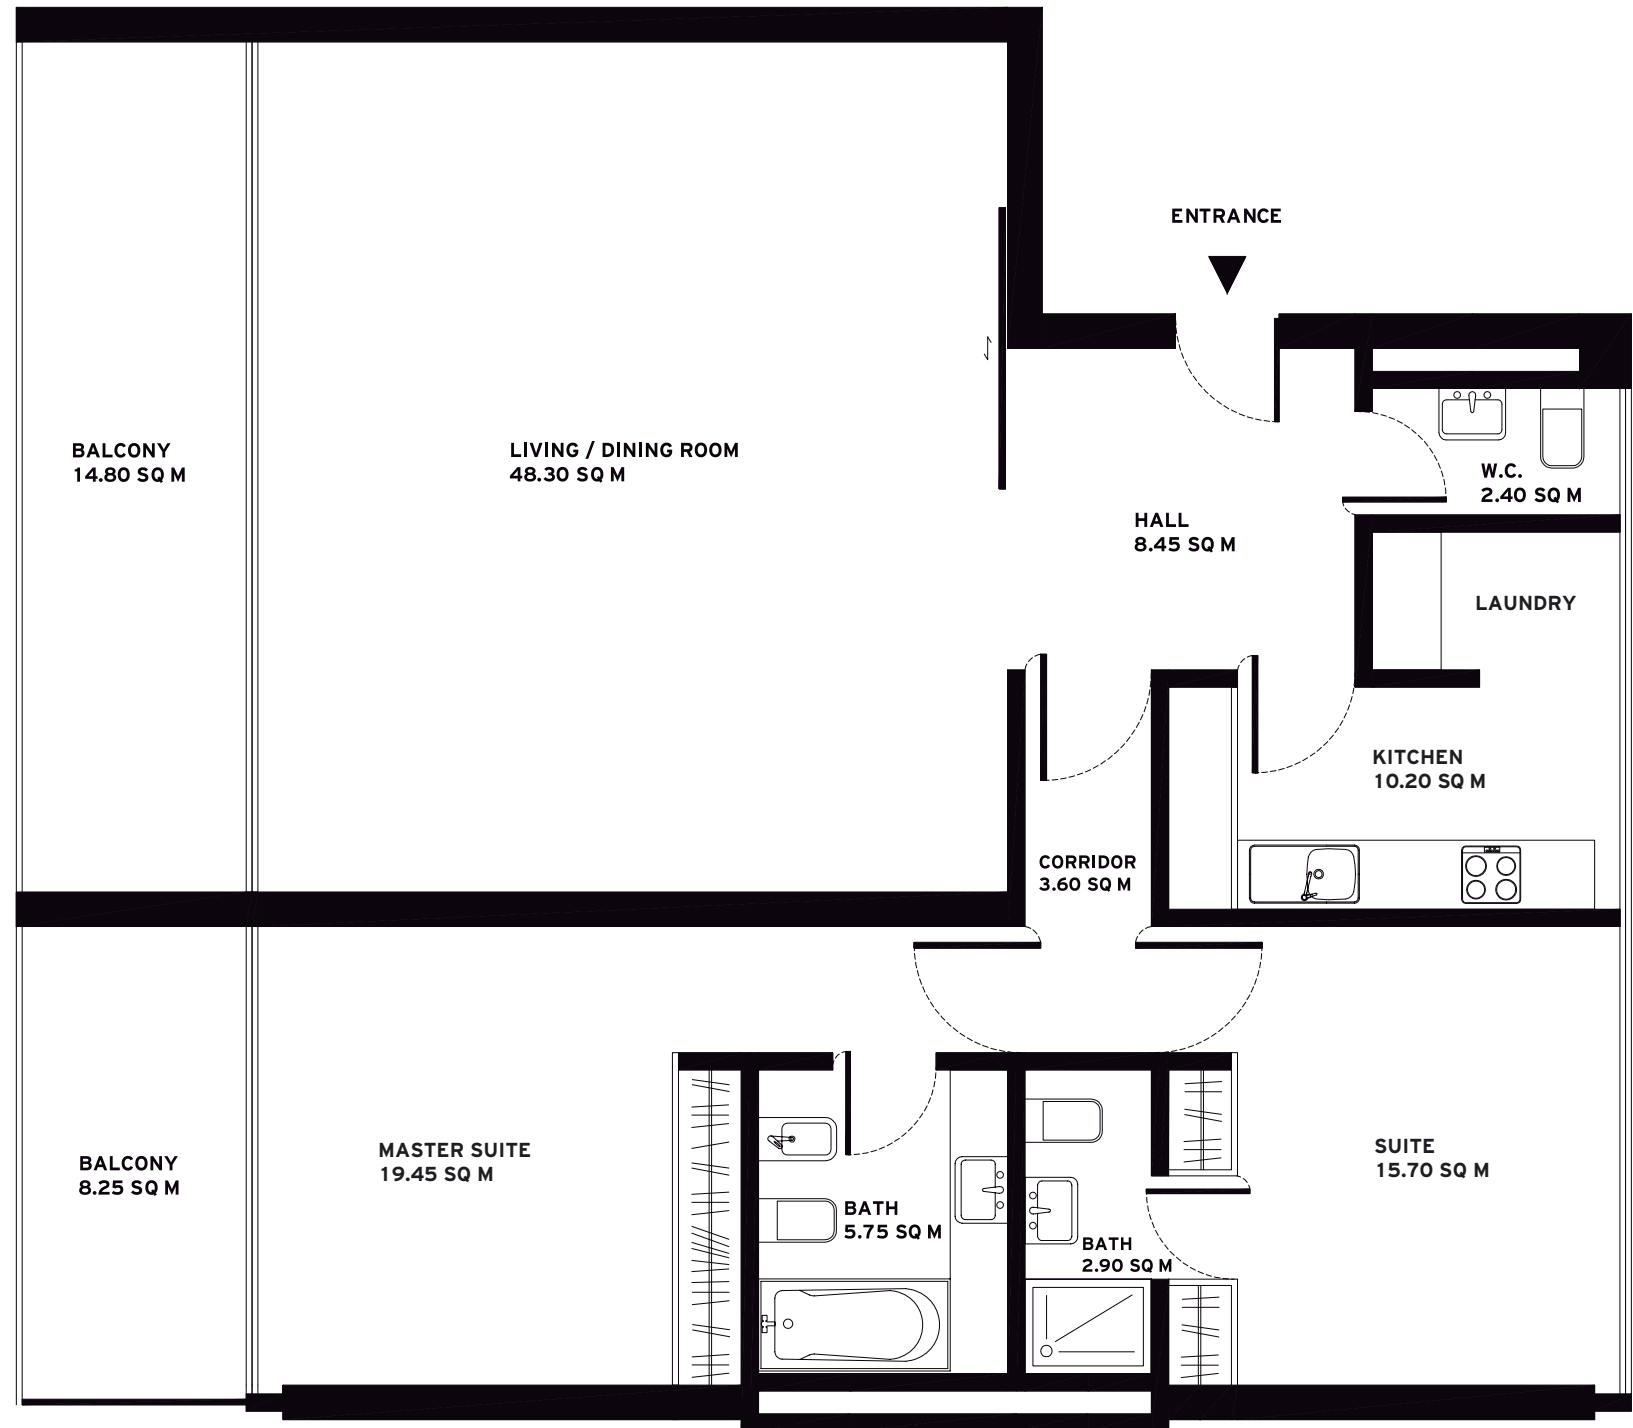 ENTRANCE
BALCONY
14.80 SQ M
LIVING / DINING ROOM
48.30 SQ M
W.C.
2.40 SQ M
HALL
8.45 SQ M
LAUNDRY
KITCHEN
10.20 SQ M
CORRIDOR
3.60 SQ M
BALCONY
8.25 SQ M
MASTER SUITE
19.45 SQ M
BATH
5.75 SQ M
BATH
2.90 SQ M
SUITE
15.70 SQ M